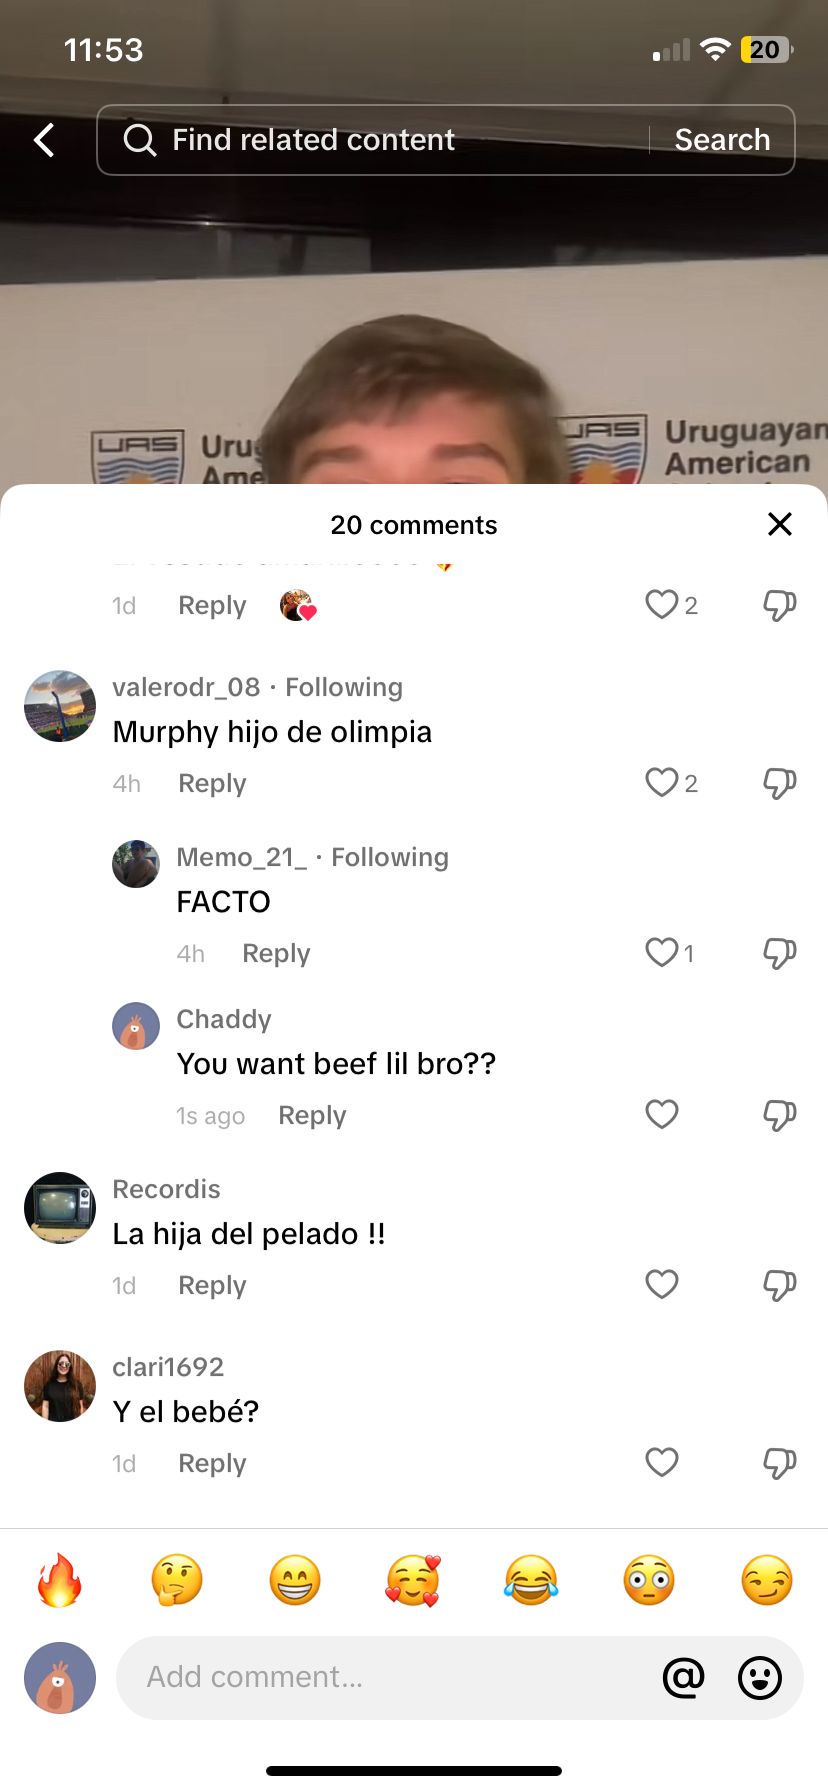 11:53
20
Find related content
Search
UAS
Uru
Ame
UAS
Uruguayan
American
20 comments
1d Reply 2
valerodr_08 · Following
Murphy hijo de olimpia
4h Reply 2
Memo_21_ · Following
FACTO
4h Reply 1
Chaddy
You want beef lil bro??
1s ago Reply
Recordis
La hija del pelado !!
1d Reply
clari1692
Y el bebé?
1d Reply
Add comment...
@